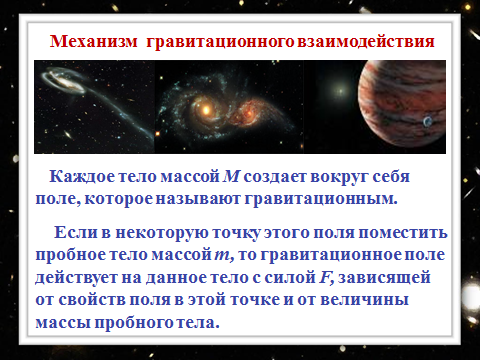 Механизм гравитационного взаимодействия
Каждое тело массой M создает вокруг себя
поле, которое называют гравитационным.
Если в некоторую точку этого поля поместить
пробное тело массой m, то гравитационное поле
действует на данное тело с силой F, зависящей
от свойств поля в этой точке и от величины
массы пробного тела.